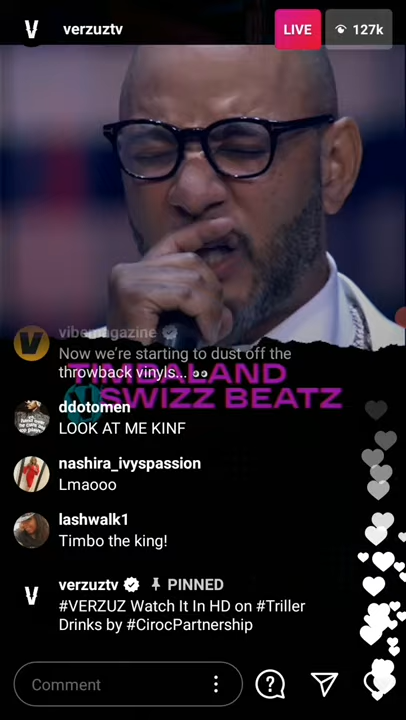 verzuztv
LIVE
127k
vibemagazine
Now we're starting to dust off the
throwback vinyls...
TIMBALAND
SWIZZ BEATZ
ddotomen
LOOK AT ME KINF
nashira_ivyspassion
Lmaooo
lashwalk1
Timbo the king!
verzuztv PINNED
#VERZUZ Watch It In HD on #Triller
Drinks by #CirocPartnership
Comment